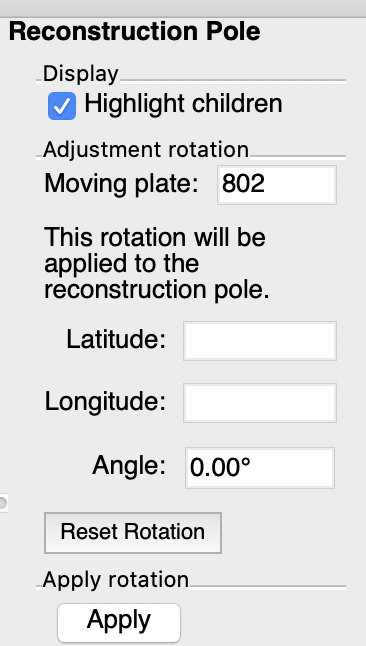 Reconstruction Pole
Display
Highlight children
Adjustment rotation
Moving plate: 802
This rotation will be
applied to the
reconstruction pole.
Latitude:
Longitude:
Angle: 0.00°
Reset Rotation
Apply rotation
Apply